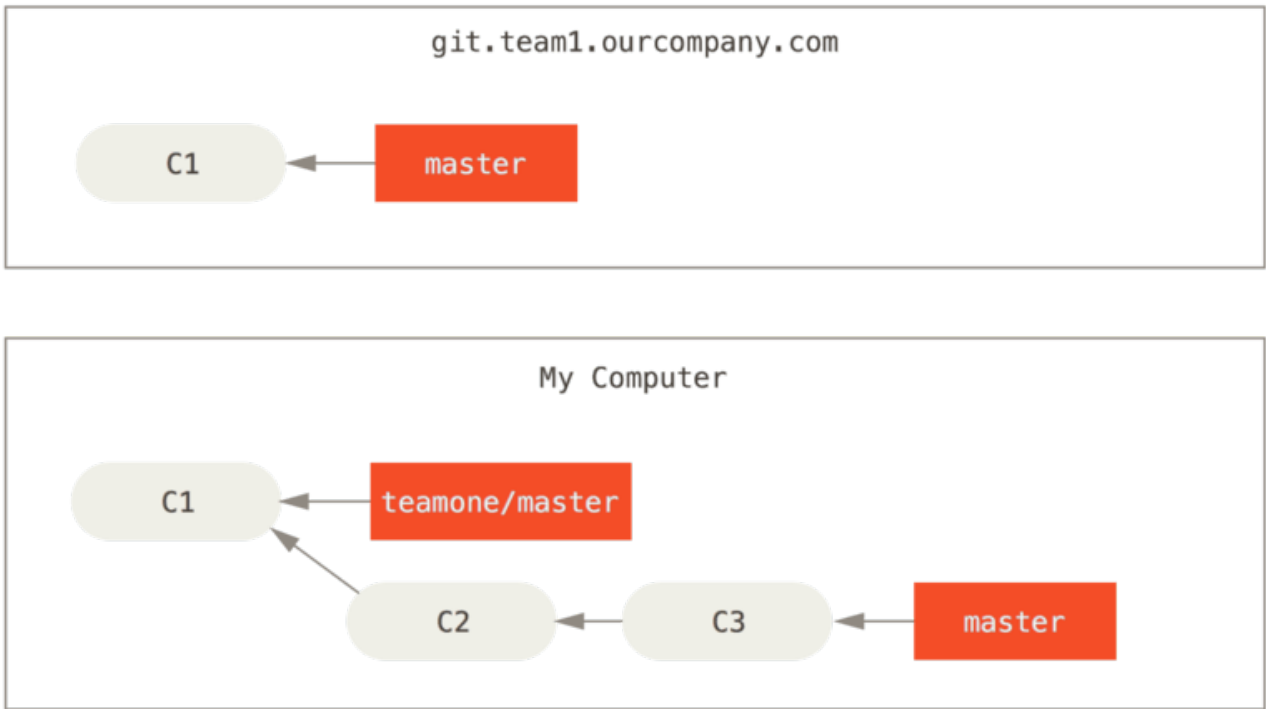 git.team1.ourcompany.com
C1
master
My Computer
C1
teamone/master
C2
C3
master